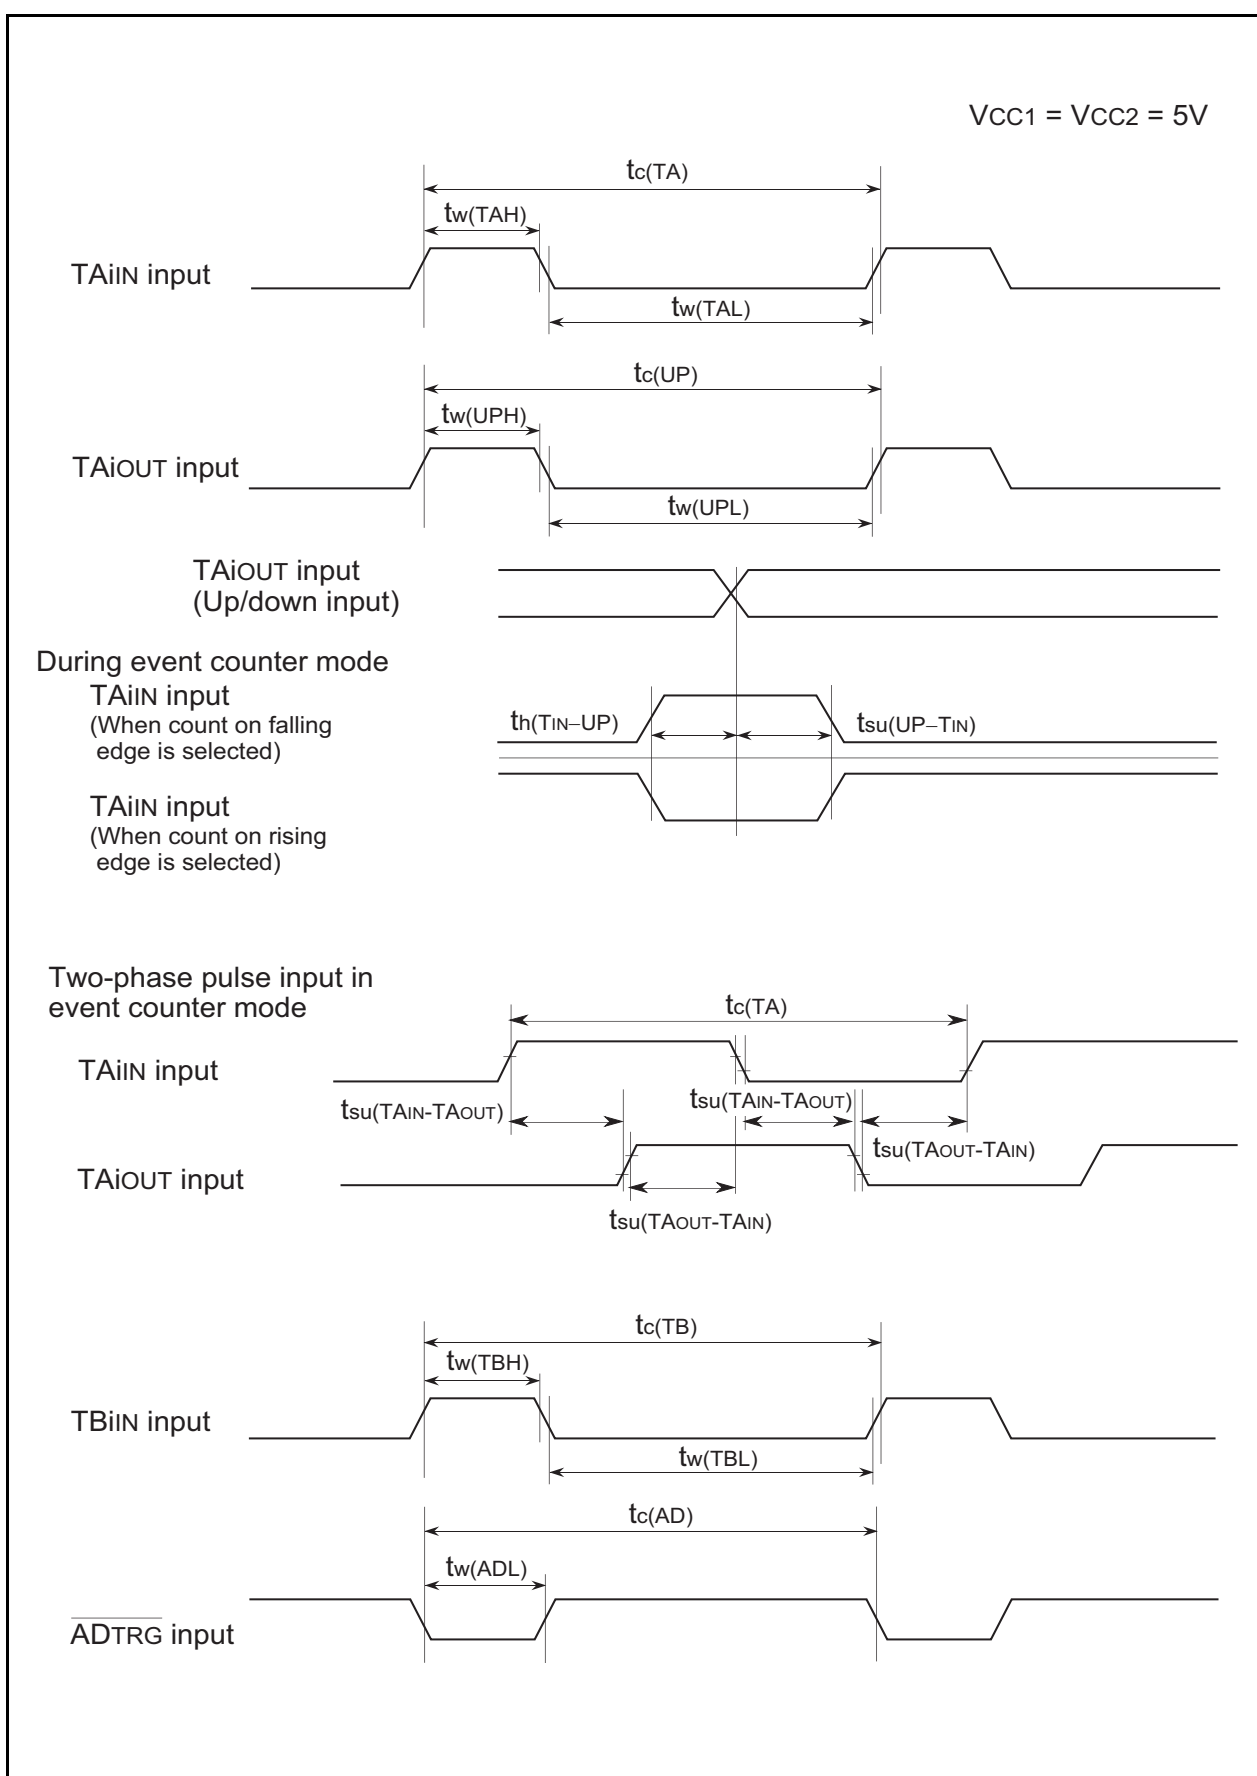 VCC1 = VCC2 = 5V
tc(TA)
tw(TAH)
TAiIN input
tw(TAL)
tc(UP)
tw(UPH)
TAiOUT input
tw(UPL)
TAiOUT input
(Up/down input)
During event counter mode
TAiIN input
(When count on falling
edge is selected)
th(TIN–UP)
tsu(UP–TIN)
TAiIN input
(When count on rising
edge is selected)
Two-phase pulse input in
event counter mode
tc(TA)
TAiIN input
tsu(TAIN-TAOUT)
tsu(TAIN-TAOUT)
tsu(TAOUT-TAIN)
TAiOUT input
tsu(TAOUT-TAIN)
tc(TB)
tw(TBH)
TBiIN input
tw(TBL)
tc(AD)
tw(ADL)
ADTRG input